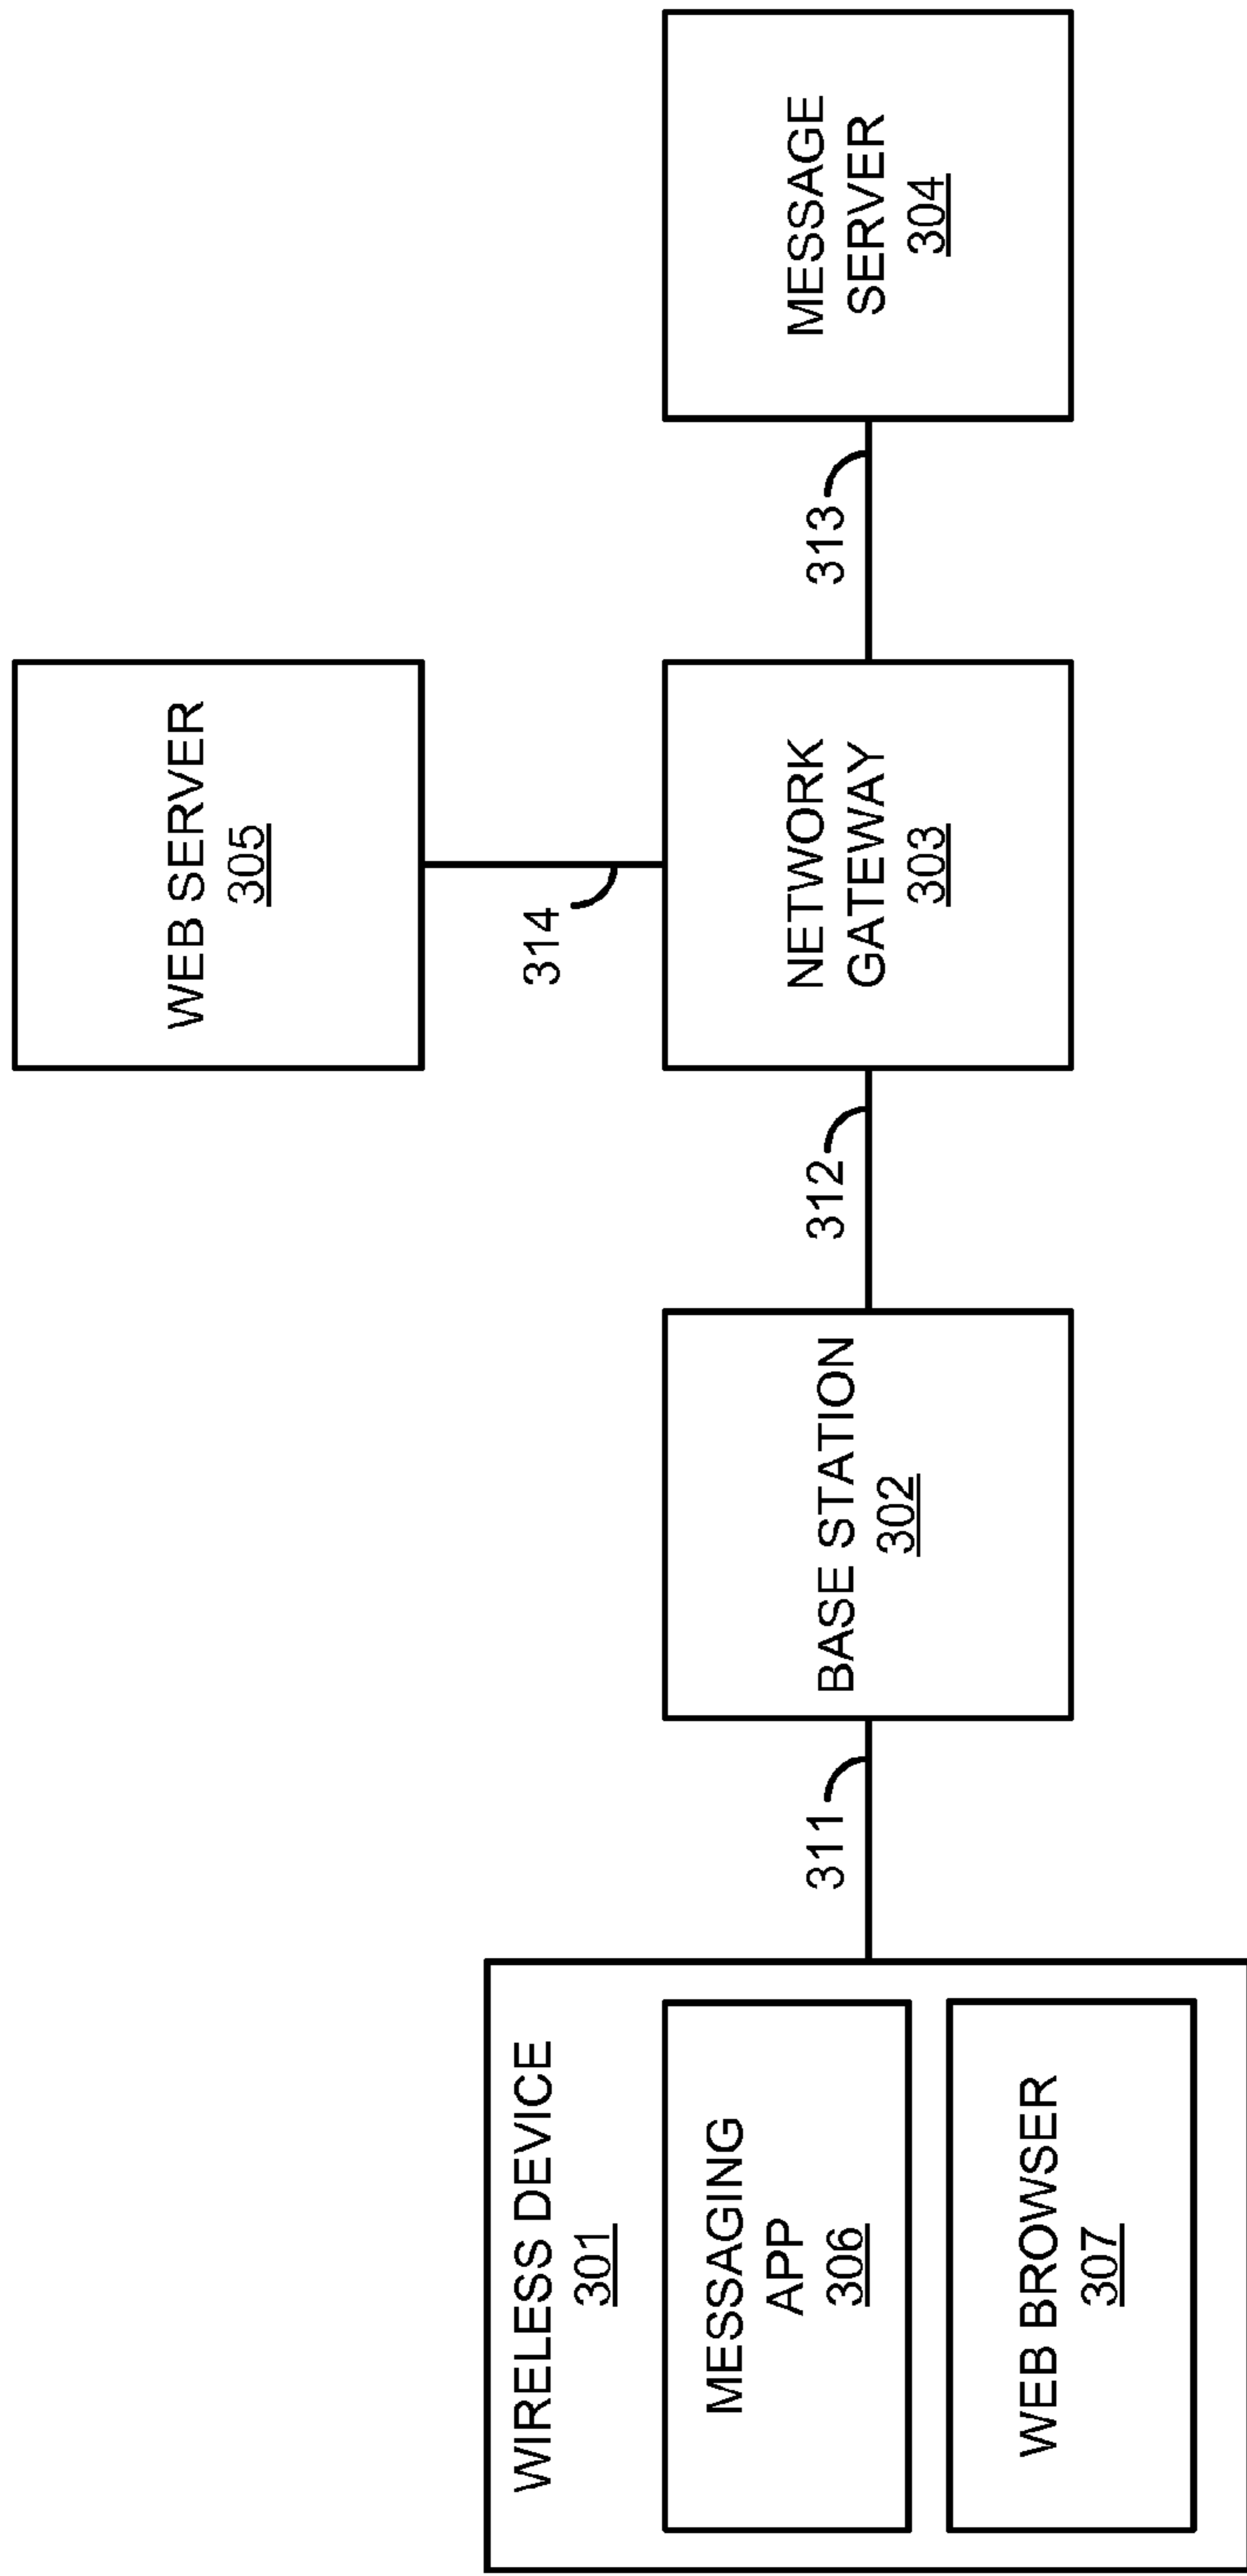 WIRELESS DEVICE
301
MESSAGING
APP
306
WEB BROWSER
307
311
BASE STATION
302
312
NETWORK
GATEWAY
303
314
WEB SERVER
305
313
MESSAGE
SERVER
304